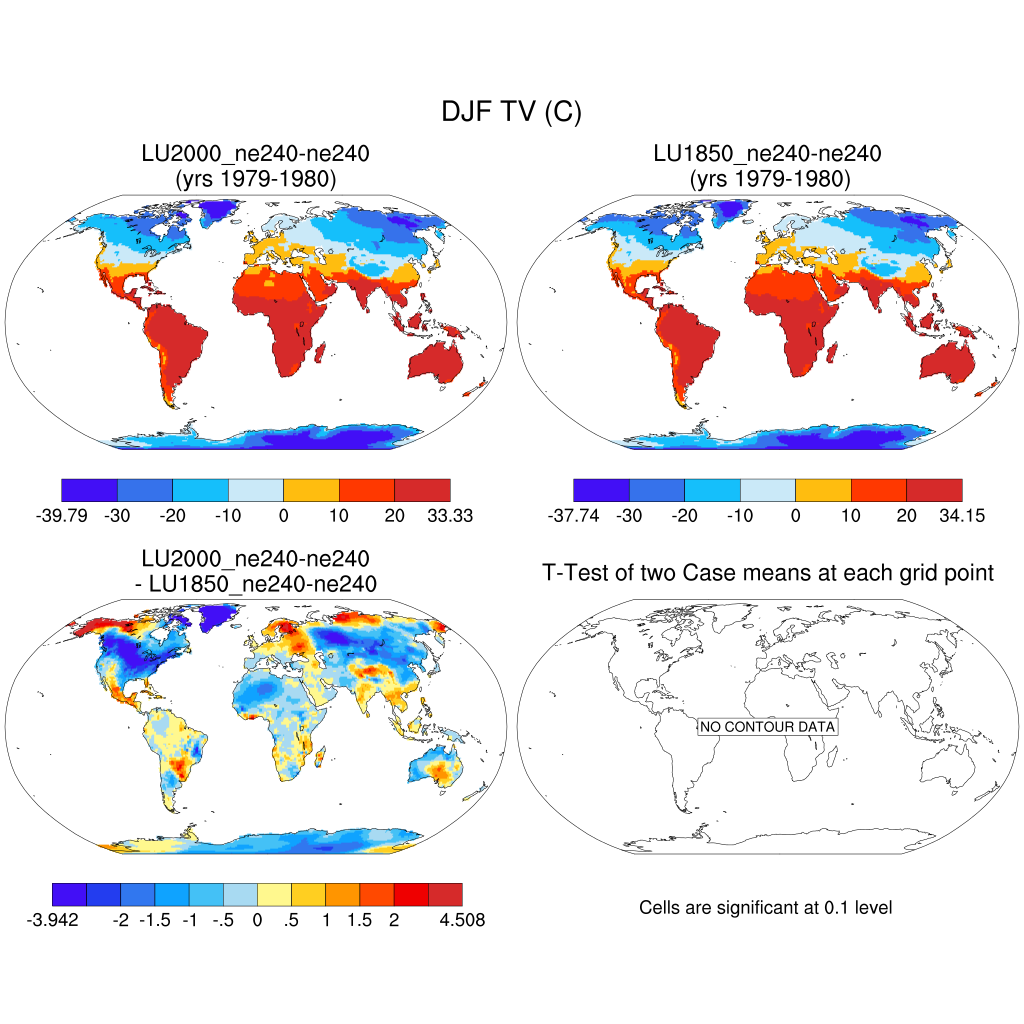 DJF TV (C)
LU2000_ne240-ne240
(yrs 1979-1980)
LU1850_ne240-ne240
(yrs 1979-1980)
-39.79 -30 -20 -10 0 10 20 33.33
-37.74 -30 -20 -10 0 10 20 34.15
LU2000_ne240-ne240
- LU1850_ne240-ne240
T-Test of two Case means at each grid point
NO CONTOUR DATA
-3.942 -2 -1.5 -1 -.5 0 .5 1 1.5 2 4.508
Cells are significant at 0.1 level